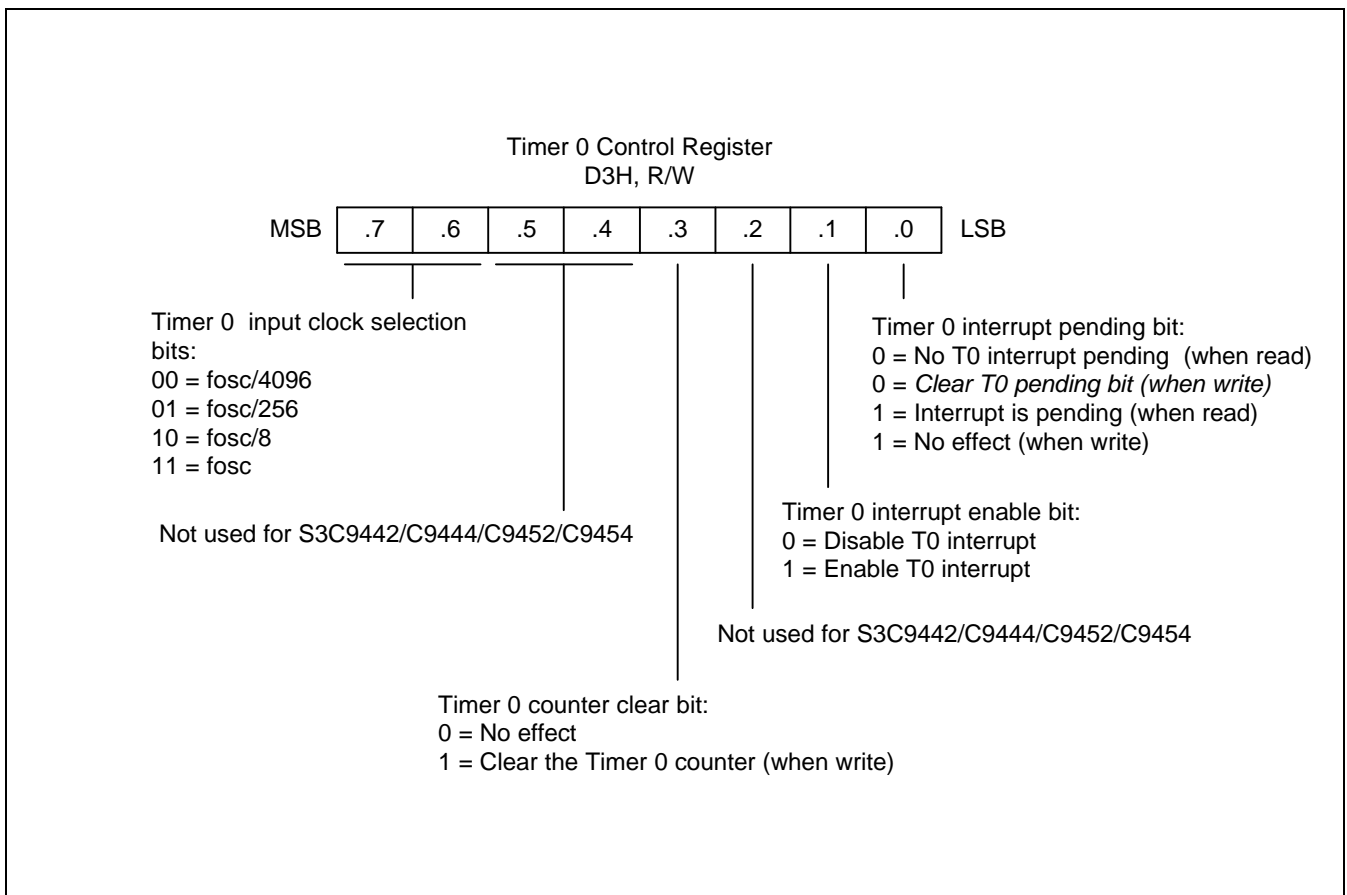 Timer 0 Control Register
D3H, R/W
MSB .7 .6 .5 .4 .3 .2 .1 .0 LSB
Timer 0 input clock selection
bits:
00 = fosc/4096
01 = fosc/256
10 = fosc/8
11 = fosc
Timer 0 interrupt pending bit:
0 = No T0 interrupt pending (when read)
0 = Clear T0 pending bit (when write)
1 = Interrupt is pending (when read)
1 = No effect (when write)
Not used for S3C9442/C9444/C9452/C9454
Timer 0 interrupt enable bit:
0 = Disable T0 interrupt
1 = Enable T0 interrupt
Not used for S3C9442/C9444/C9452/C9454
Timer 0 counter clear bit:
0 = No effect
1 = Clear the Timer 0 counter (when write)